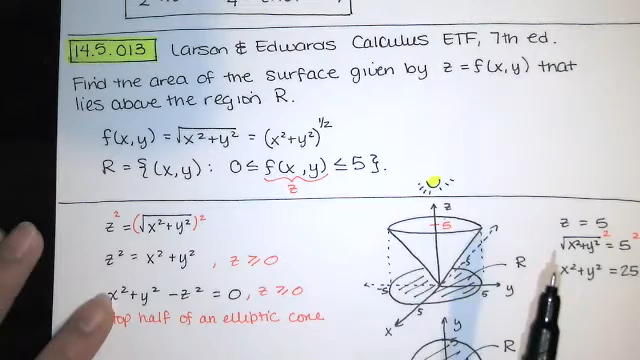 14.5.013 Larson & Edwards Calculus ETF, 7th ed.
Find the area of the surface given by z = f(x,y) that
lies above the region R.
f(x,y) = √x²+y² = (x²+y²)^1/2
R = {(x,y): 0 ≤ f(x,y) ≤ 5}.
z
z² = (√x²+y²)²
z² = x²+y² , z ≥ 0
x²+y² -z² = 0, z ≥ 0
top half of an elliptic cone
z
5
5
R
-5
5
5
y
x
y
R
z = 5
√x²+y²² = 5²
x²+y² = 25